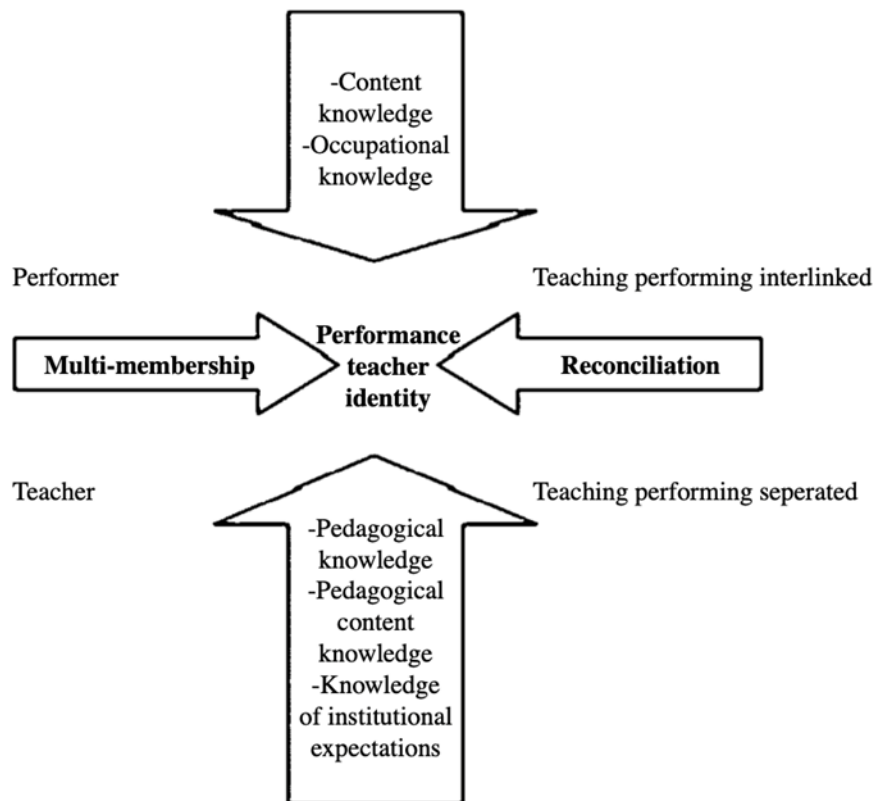 -Content
knowledge
-Occupational
knowledge
Performer
Teaching performing interlinked
Multi-membership
Performance
teacher
identity
Reconciliation
Teacher
Teaching performing seperated
-Pedagogical
knowledge
-Pedagogical
content
knowledge
-Knowledge
of institutional
expectations